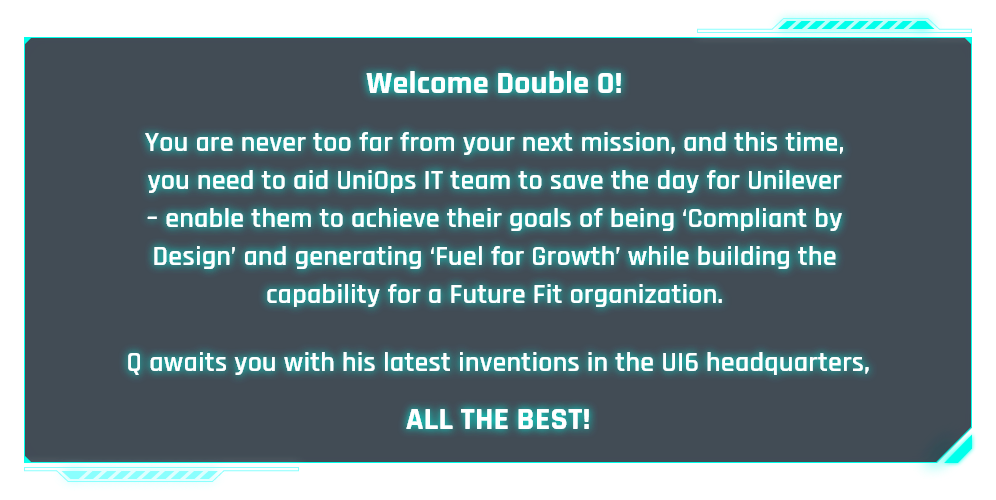 Welcome Double O!
You are never too far from your next mission, and this time,
you need to aid UniOps IT team to save the day for Unilever
– enable them to achieve their goals of being ‘Compliant by
Design’ and generating ‘Fuel for Growth’ while building the
capability for a Future Fit organization.
Q awaits you with his latest inventions in the UI6 headquarters,
ALL THE BEST!